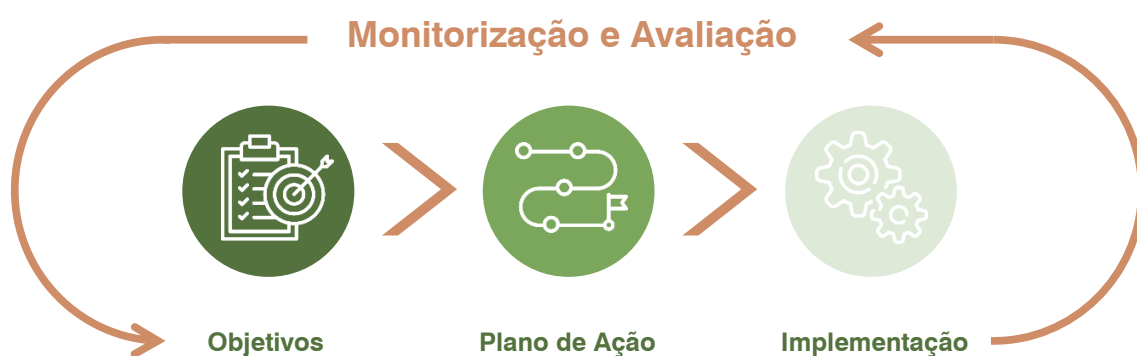 Monitorização e Avaliação
Objetivos
Plano de Ação
Implementação